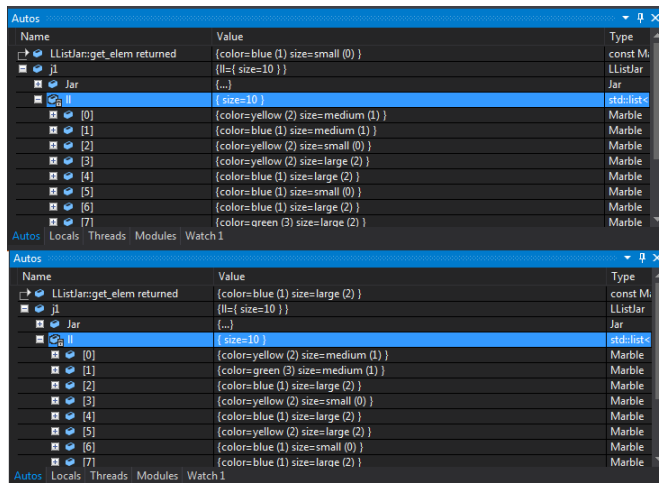 Autos
Name Value Type
LListJar::get_elem returned {color=blue (1) size=small (0) } const Ma
j1 {ll={ size=10 } } LListJar
Jar {...} Jar
ll { size=10 } std::list<
[0] {color=yellow (2) size=medium (1) } Marble
[1] {color=blue (1) size=medium (1) } Marble
[2] {color=yellow (2) size=small (0) } Marble
[3] {color=yellow (2) size=large (2) } Marble
[4] {color=blue (1) size=large (2) } Marble
[5] {color=blue (1) size=small (0) } Marble
[6] {color=blue (1) size=large (2) } Marble
[7] {color=green (3) size=large (2) } Marble
Autos Locals Threads Modules Watch 1
Autos
Name Value Type
LListJar::get_elem returned {color=blue (1) size=large (2) } const Ma
j1 {ll={ size=10 } } LListJar
Jar {...} Jar
ll { size=10 } std::list<
[0] {color=yellow (2) size=medium (1) } Marble
[1] {color=green (3) size=medium (1) } Marble
[2] {color=blue (1) size=large (2) } Marble
[3] {color=yellow (2) size=small (0) } Marble
[4] {color=blue (1) size=large (2) } Marble
[5] {color=yellow (2) size=large (2) } Marble
[6] {color=blue (1) size=small (0) } Marble
[7] {color=blue (1) size=large (2) } Marble
Autos Locals Threads Modules Watch 1